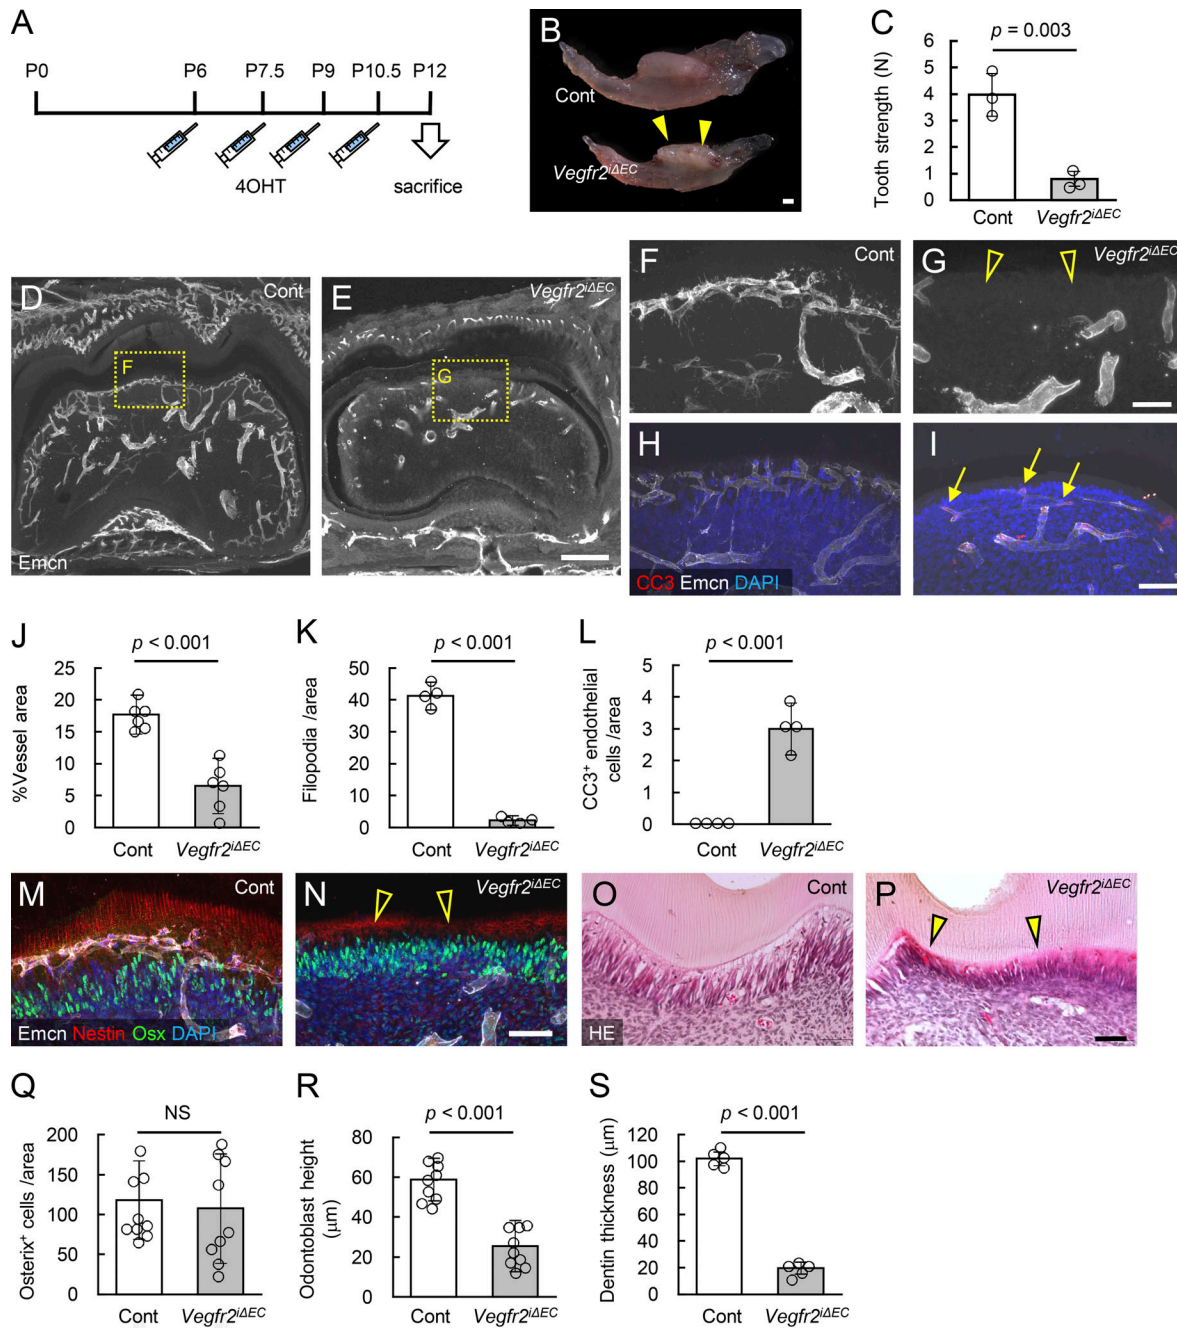 A
P0 P6 P7.5 P9 P10.5 P12
4OHT sacrifice
B
Cont
Vegfr2iΔEC
C
p = 0.003
Tooth strength (N)
6
5
4
3
2
1
0
Cont Vegfr2iΔEC
D Cont
F
Emcn
E Vegfr2iΔEC
G
F Cont
G Vegfr2iΔEC
H
CC3 Emcn DAPI
I
J
p < 0.001
%Vessel area
25
20
15
10
5
0
Cont Vegfr2iΔEC
K
p < 0.001
Filopodia /area
50
40
30
20
10
0
Cont Vegfr2iΔEC
L
p < 0.001
CC3+ endothelial
cells /area
5
4
3
2
1
0
Cont Vegfr2iΔEC
M Cont
Emcn Nestin Osx DAPI
N Vegfr2iΔEC
O Cont
HE
P Vegfr2iΔEC
Q
NS
Osterix+ cells /area
200
150
100
50
0
Cont Vegfr2iΔEC
R
p < 0.001
Odontoblast height
(μm)
80
60
40
20
0
Cont Vegfr2iΔEC
S
p < 0.001
Dentin thickness (μm)
120
100
80
60
40
20
0
Cont Vegfr2iΔEC